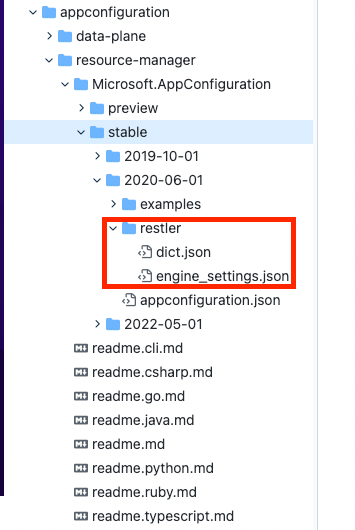 appconfiguration
data-plane
resource-manager
Microsoft.AppConfiguration
preview
stable
2019-10-01
2020-06-01
examples
restler
dict.json
engine_settings.json
appconfiguration.json
2022-05-01
readme.cli.md
readme.csharp.md
readme.go.md
readme.java.md
readme.md
readme.python.md
readme.ruby.md
readme.typescript.md